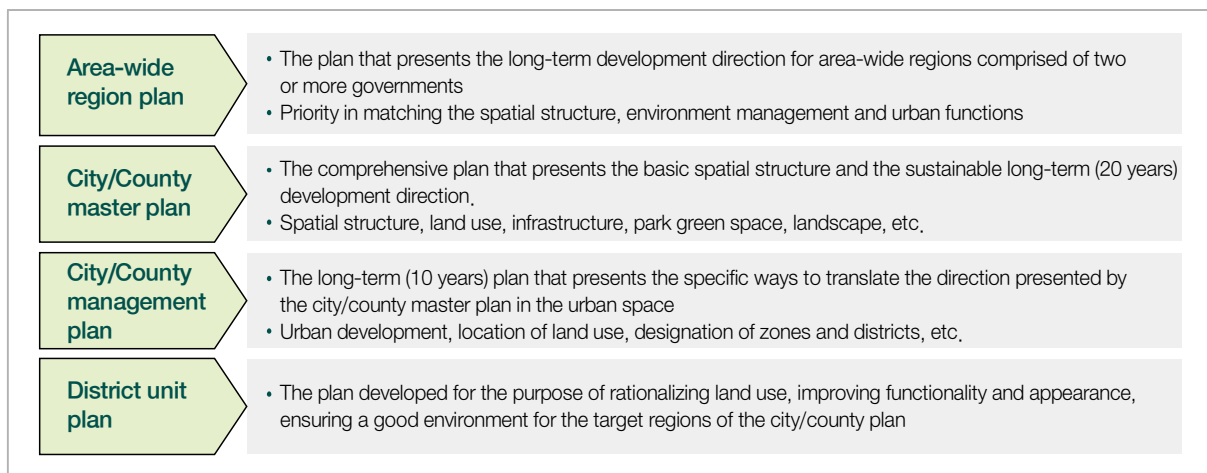 Area-wide
region plan
• The plan that presents the long-term development direction for area-wide regions comprised of two
or more governments
• Priority in matching the spatial structure, environment management and urban functions
City/County
master plan
• The comprehensive plan that presents the basic spatial structure and the sustainable long-term (20 years)
development direction.
• Spatial structure, land use, infrastructure, park green space, landscape, etc.
City/County
management
plan
• The long-term (10 years) plan that presents the specific ways to translate the direction presented by
the city/county master plan in the urban space
• Urban development, location of land use, designation of zones and districts, etc.
District unit
plan
• The plan developed for the purpose of rationalizing land use, improving functionality and appearance,
ensuring a good environment for the target regions of the city/county plan